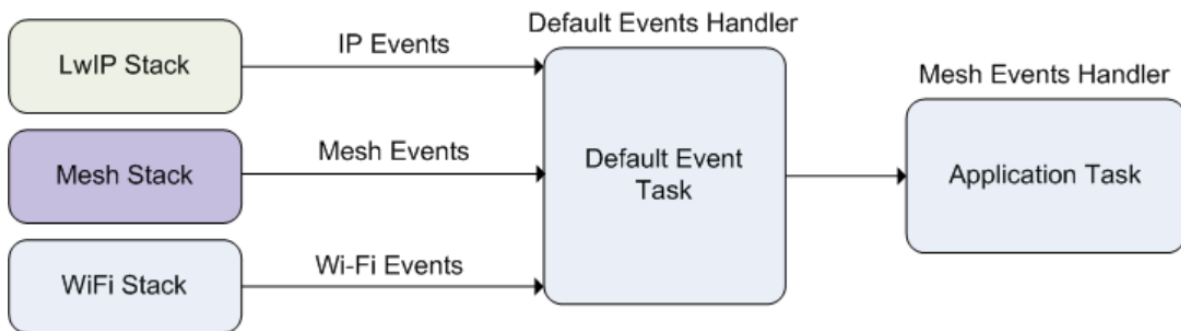 LwIP Stack
IP Events
Mesh Stack
Mesh Events
WiFi Stack
Wi-Fi Events
Default Events Handler
Default Event
Task
Mesh Events Handler
Application Task